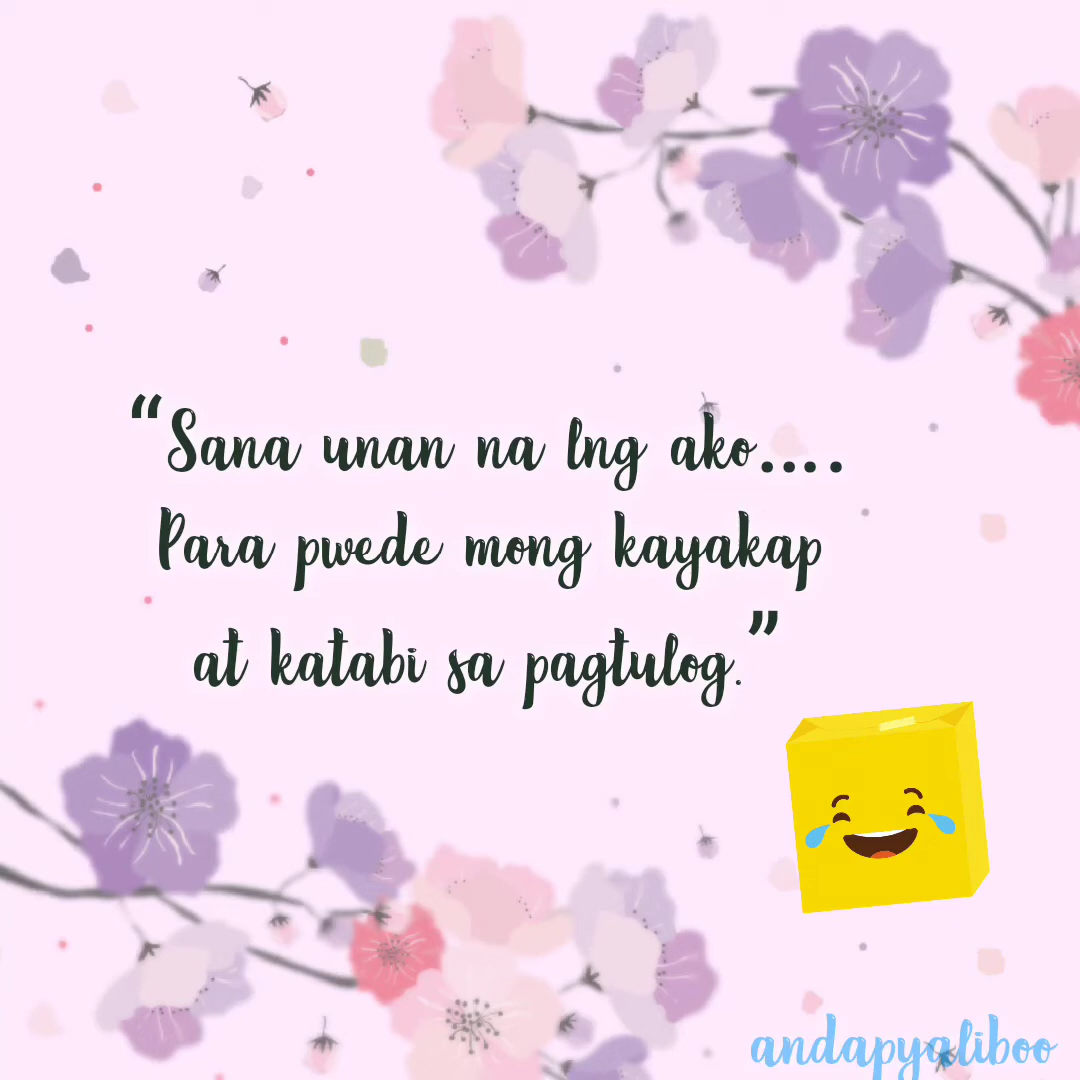 “Sana unan na lng ako....
Para pwede mong kayakap
at katabi sa pagtulog.”
andapyaliboo